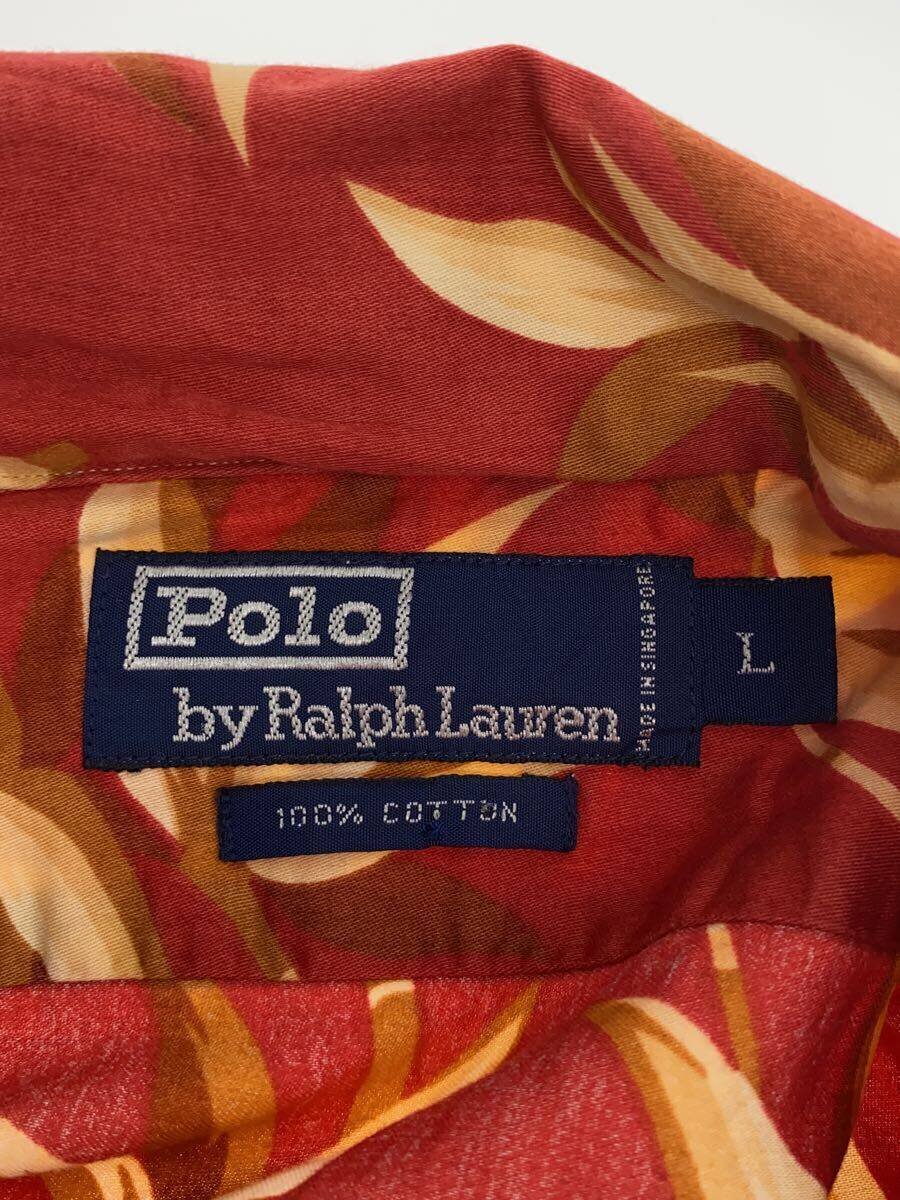 Polo
by Ralph Lauren
MADE IN SINGAPORE
L
100% COTTON